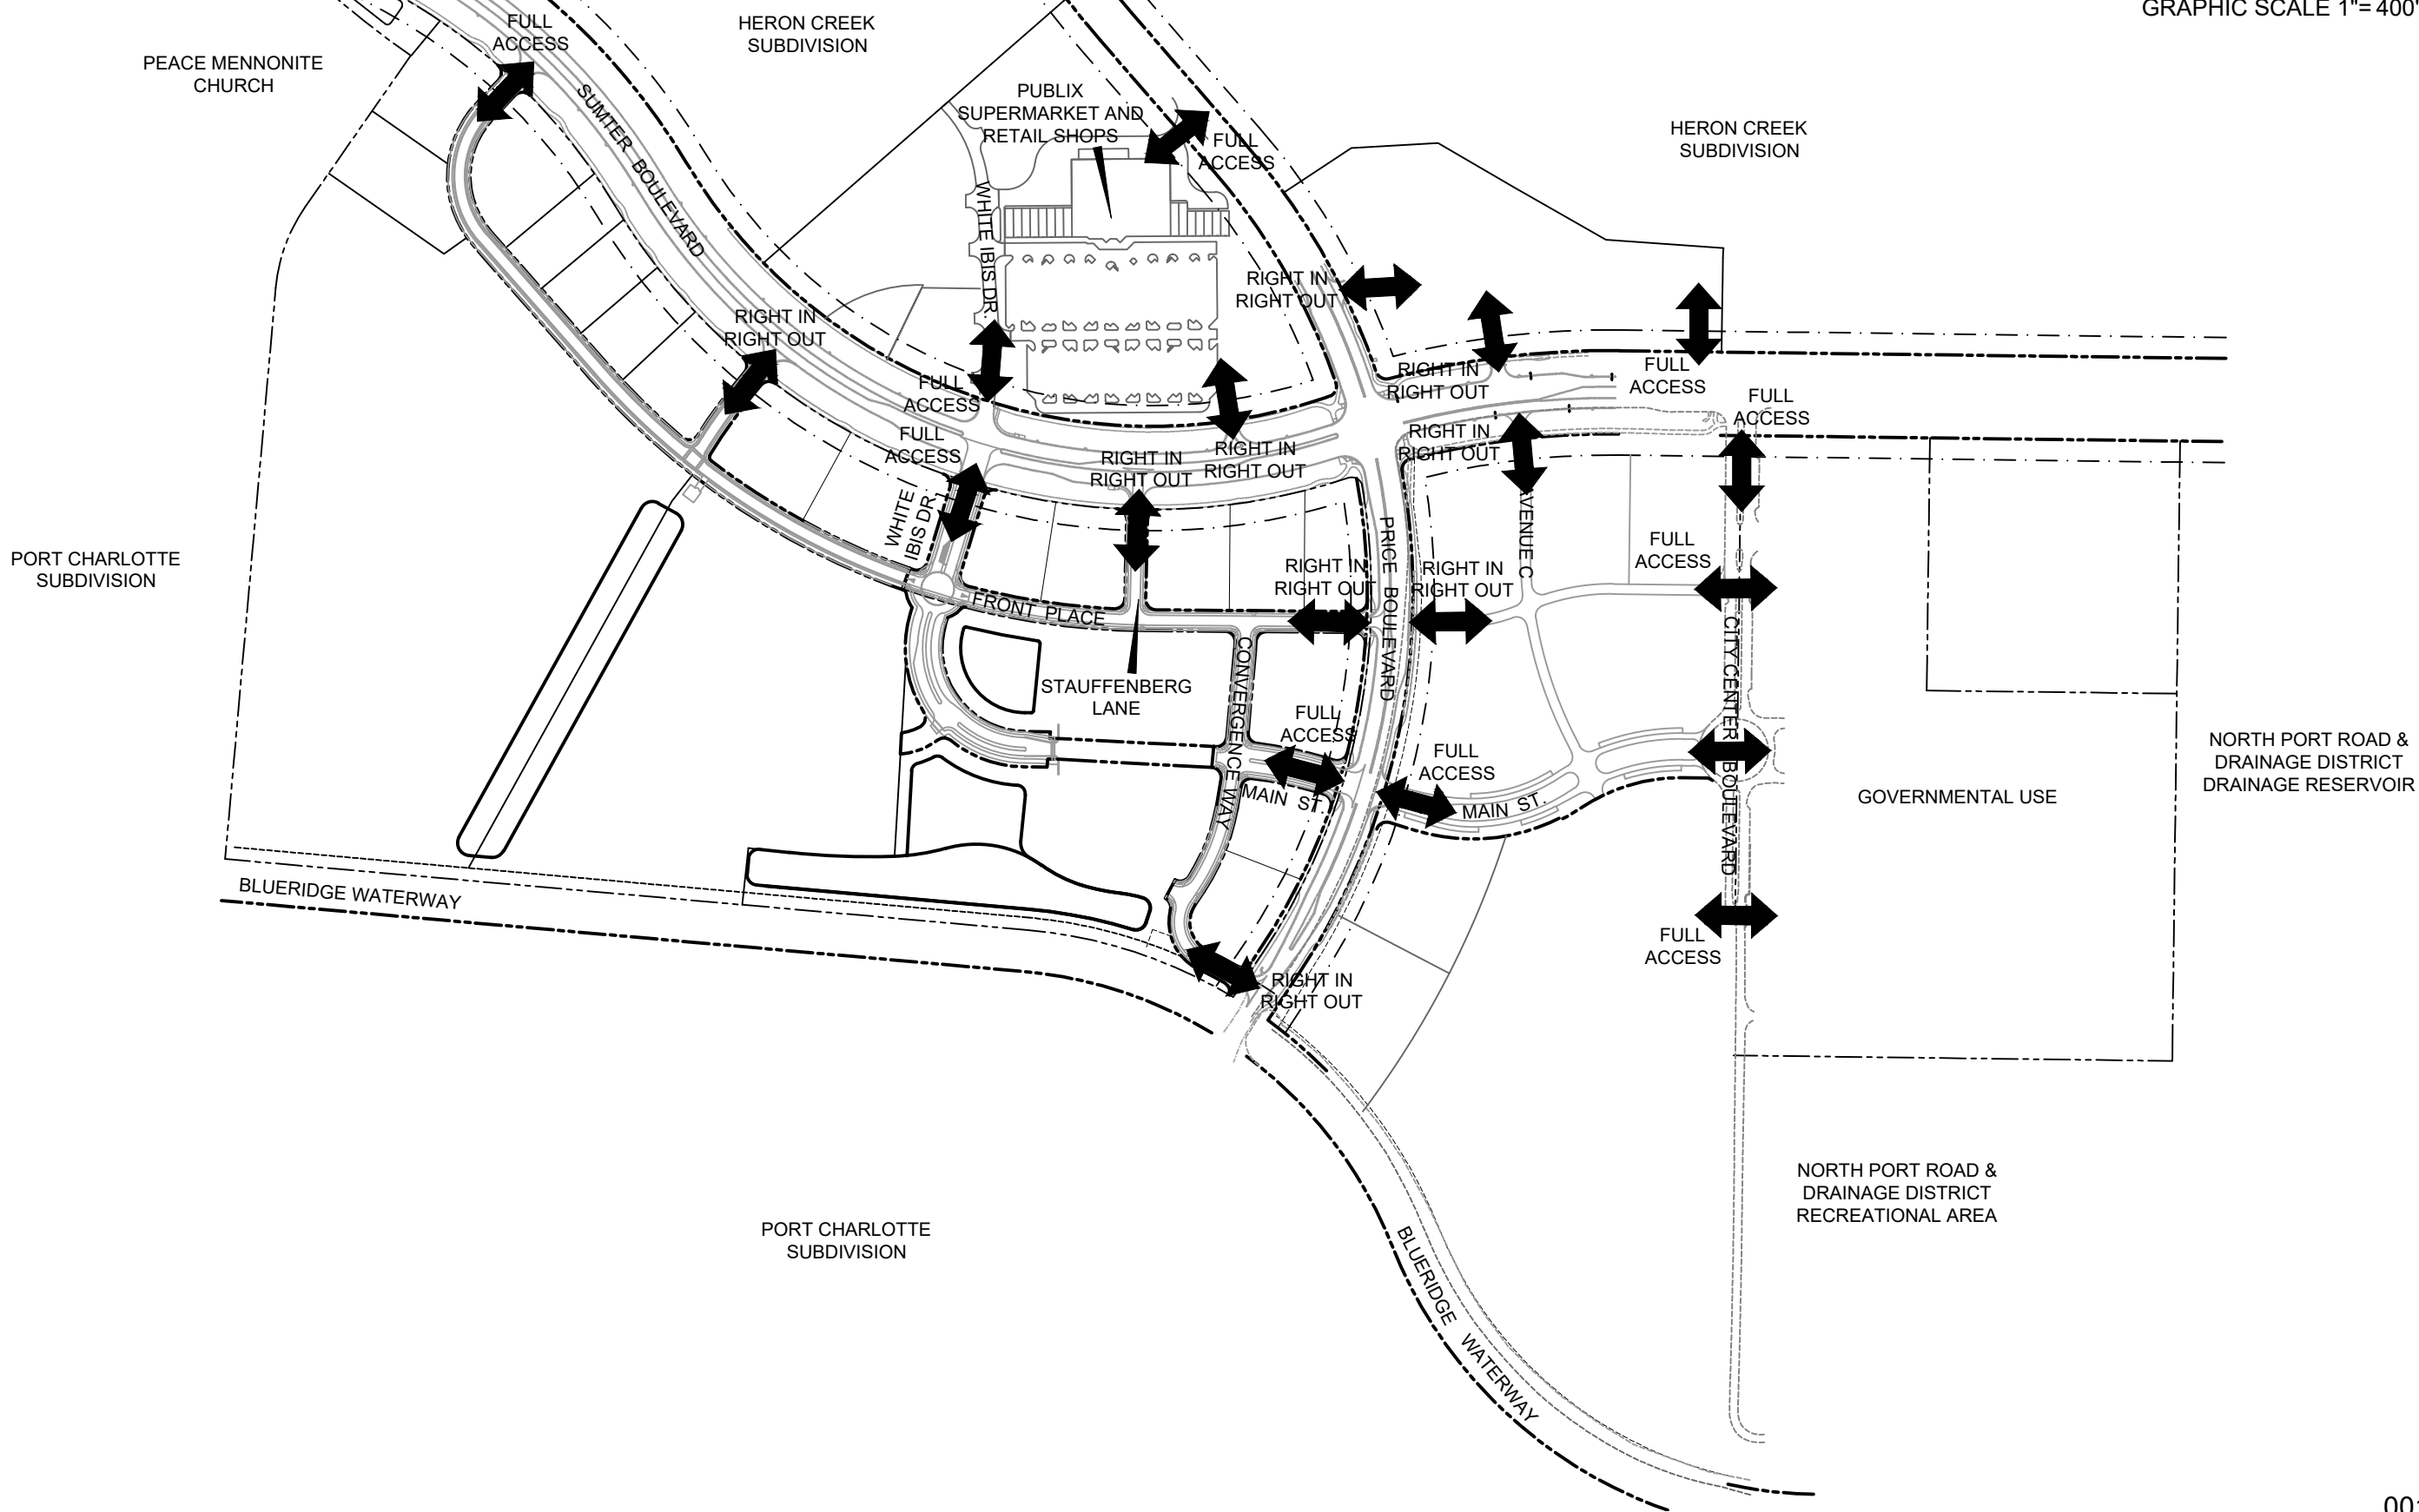 GRAPHIC SCALE 1"= 400'
FULL
ACCESS
HERON CREEK
SUBDIVISION
PEACE MENNONITE
CHURCH
SUMTER BOULEVARD
PUBLIX
SUPERMARKET AND
RETAIL SHOPS
FULL
ACCESS
HERON CREEK
SUBDIVISION
WHITE IBIS DR.
RIGHT IN
RIGHT OUT
RIGHT IN
RIGHT OUT
FULL
ACCESS
RIGHT IN
RIGHT OUT
FULL
ACCESS
FULL
ACCESS
FULL
ACCESS
RIGHT IN
RIGHT OUT
RIGHT IN
RIGHT OUT
RIGHT IN
RIGHT OUT
WHITE
IBIS DR.
PRICE BOULEVARD
AVENUE C
FULL
ACCESS
PORT CHARLOTTE
SUBDIVISION
RIGHT IN
RIGHT OUT
RIGHT IN
RIGHT OUT
FRONT PLACE
STAUFFENBERG
LANE
CONVERGENCE WAY
CITY CENTER BOULEVARD
FULL
ACCESS
FULL
ACCESS
MAIN ST.
MAIN ST.
GOVERNMENTAL USE
NORTH PORT ROAD &
DRAINAGE DISTRICT
DRAINAGE RESERVOIR
BLUERIDGE WATERWAY
FULL
ACCESS
RIGHT IN
RIGHT OUT
NORTH PORT ROAD &
DRAINAGE DISTRICT
RECREATIONAL AREA
PORT CHARLOTTE
SUBDIVISION
BLUERIDGE WATERWAY